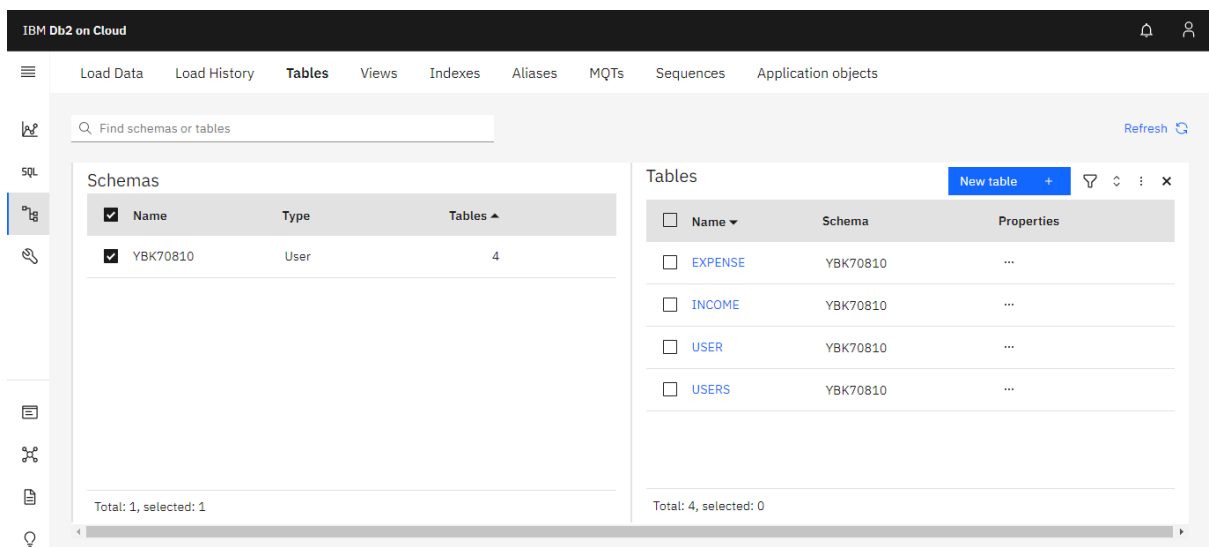 IBM Db2 on Cloud
Load Data Load History Tables Views Indexes Aliases MQTs Sequences Application objects
Find schemas or tables
Refresh
SQL
Schemas
Name Type Tables
YBK70810 User 4
Total: 1, selected: 1
Tables
New table +
Name Schema Properties
EXPENSE YBK70810 ...
INCOME YBK70810 ...
USER YBK70810 ...
USERS YBK70810 ...
Total: 4, selected: 0